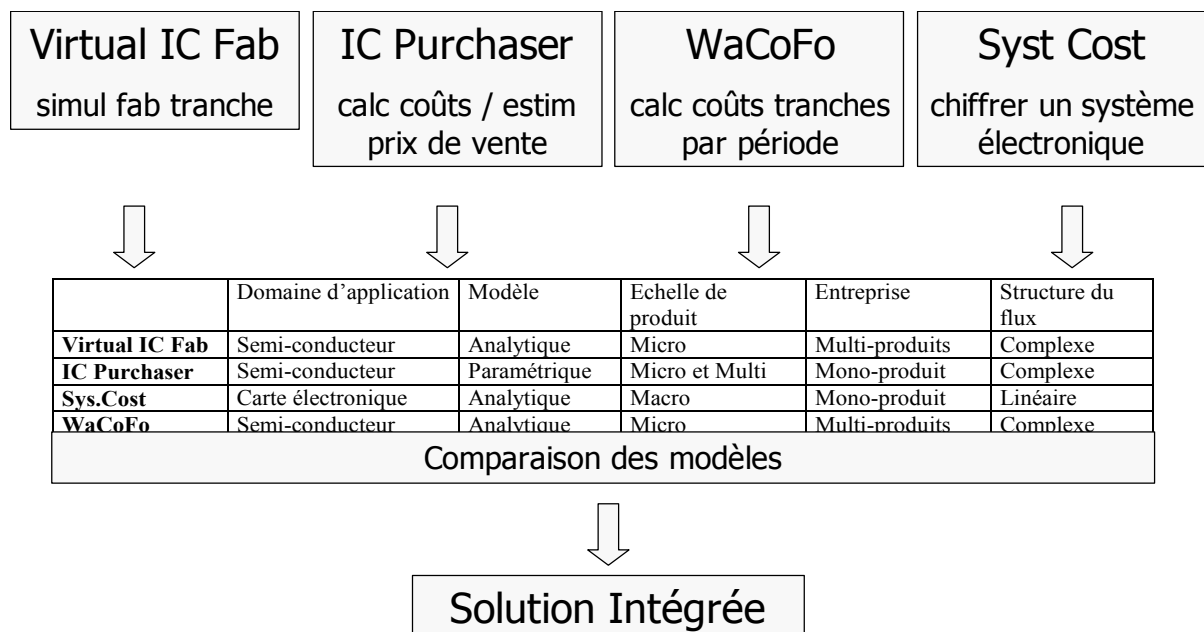 Virtual IC Fab
simul fab tranche
IC Purchaser
calc coûts / estim
prix de vente
WaCoFo
calc coûts tranches
par période
Syst Cost
chiffrer un système
électronique
Domaine d’application Modèle Echelle de produit Entreprise Structure du flux
Virtual IC Fab Semi-conducteur Analytique Micro Multi-produits Complexe
IC Purchaser Semi-conducteur Paramétrique Micro et Multi Mono-produit Complexe
Sys.Cost Carte électronique Analytique Macro Mono-produit Linéaire
WaCoFo Semi-conducteur Analytique Micro Multi-produits Complexe
Comparaison des modèles
Solution Intégrée